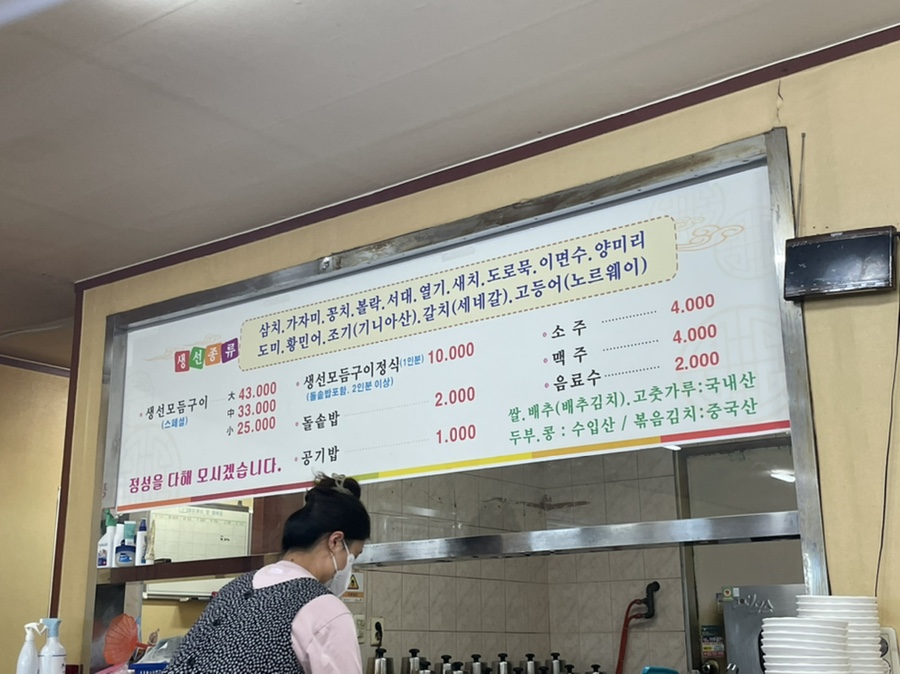 생선종류
삼치.가자미.꽁치.볼락.서대.열기.새치.도로묵.이면수.양미리
도미.황민어.조기(기니아산).갈치(세네갈).고등어(노르웨이)
생선모듬구이 大 43.000
(스페셜) 中 33.000
小 25.000
생선모듬구이정식(1인분) 10.000
(돌솥밥포함. 2인분 이상)
돌솥밥 2.000
공기밥 1.000
소 주 4.000
맥 주 4.000
음료수 2.000
쌀.배추(배추김치).고춧가루:국내산
두부.콩 : 수입산 / 볶음김치:중국산
정성을 다해 모시겠습니다.